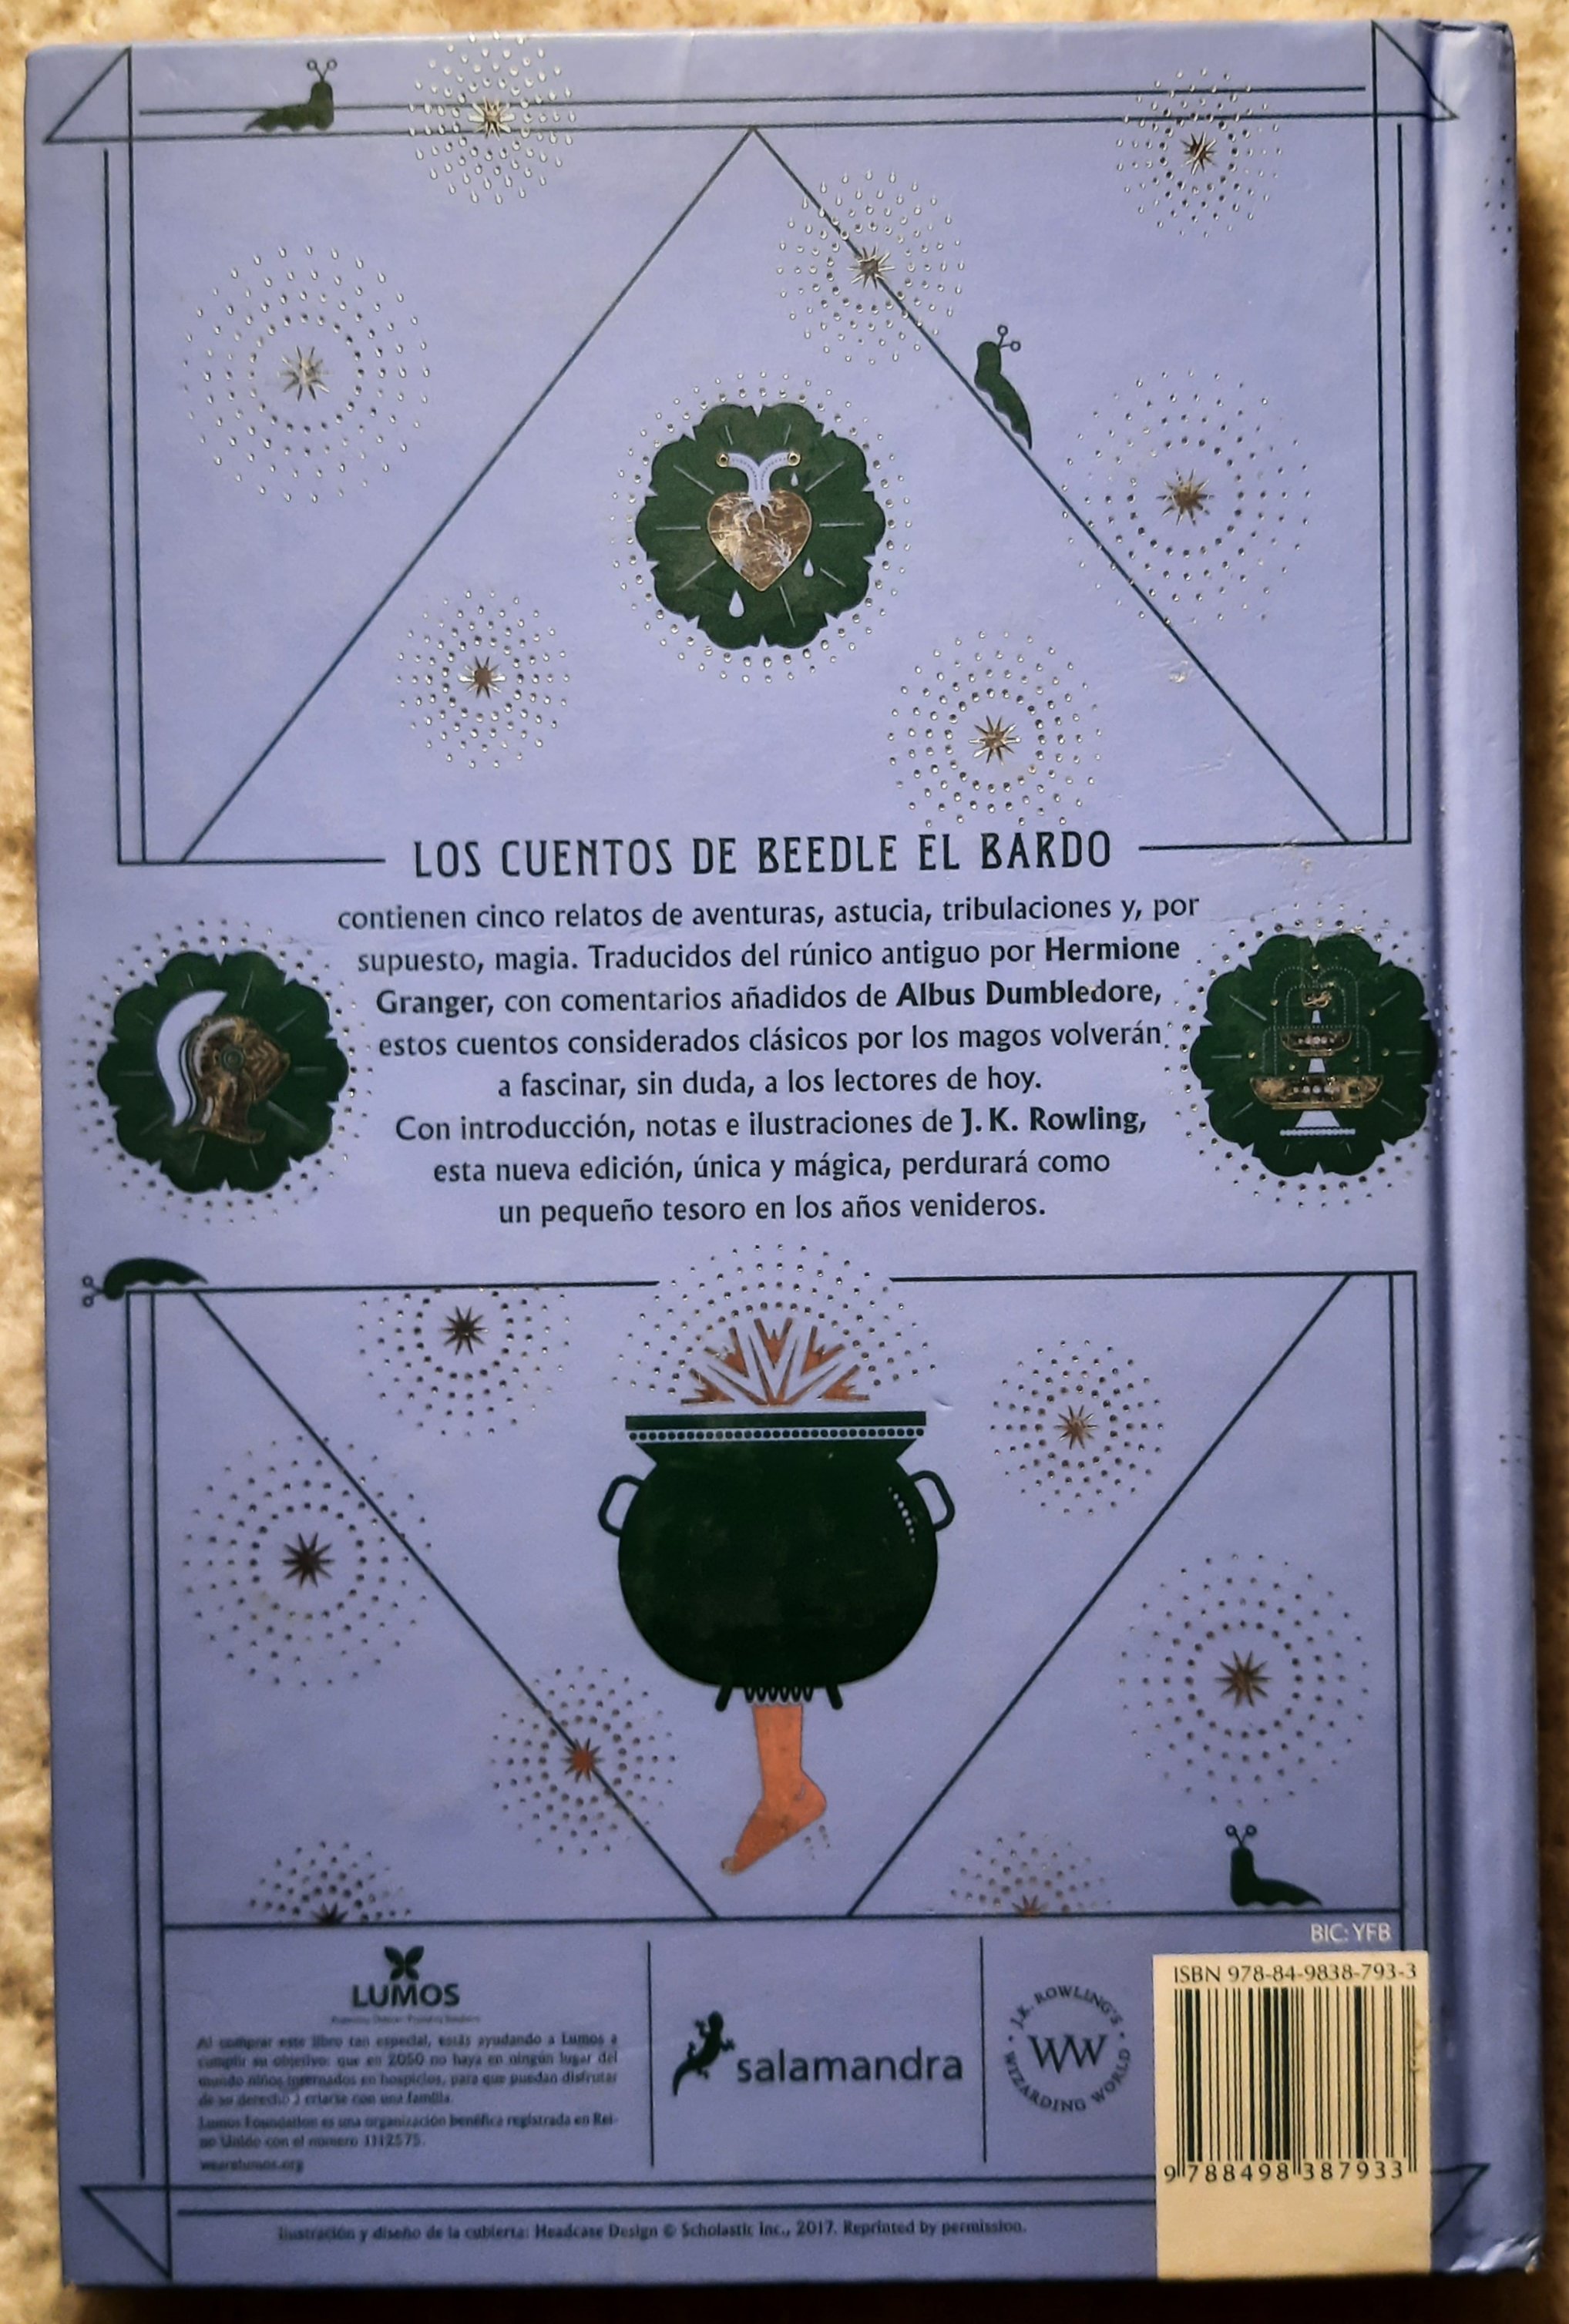 LOS CUENTOS DE BEEDLE EL BARDO
contienen cinco relatos de aventuras, astucia, tribulaciones y, por
supuesto, magia. Traducidos del rúnico antiguo por Hermione
Granger, con comentarios añadidos de Albus Dumbledore,
estos cuentos considerados clásicos por los magos volverán
a fascinar, sin duda, a los lectores de hoy.
Con introducción, notas e ilustraciones de J. K. Rowling,
esta nueva edición, única y mágica, perdurará como
un pequeño tesoro en los años venideros.
LUMOS
Al comprar este libro tan especial, estás ayudando a Lumos a
cumplir su objetivo: que en 2050 no haya en ningún lugar del
mundo niños internados en hospicios, para que puedan disfrutar
de su derecho a criarse con una familia.
Lumos Foundation es una organización benéfica registrada en Rei-
no Unido con el número 1112575.
wearelumos.org
salamandra
J.K. ROWLING'S
WW
WIZARDING WORLD
BIC: YFB
ISBN 978-84-9838-793-3
9 788498 387933
Ilustración y diseño de la cubierta: Headcase Design © Scholastic Inc., 2017. Reprinted by permission.